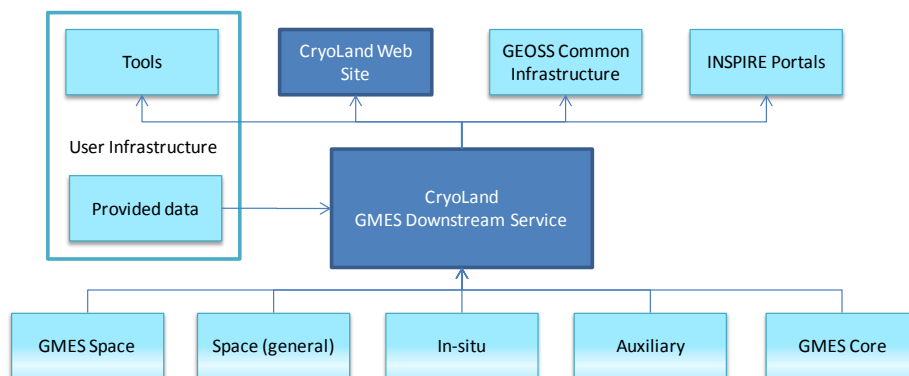 Tools
CryoLand Web
Site
GEOSS Common
Infrastructure
INSPIRE Portals
User Infrastructure
Provided data
CryoLand
GMES Downstream Service
GMES Space
Space (general)
In-situ
Auxiliary
GMES Core